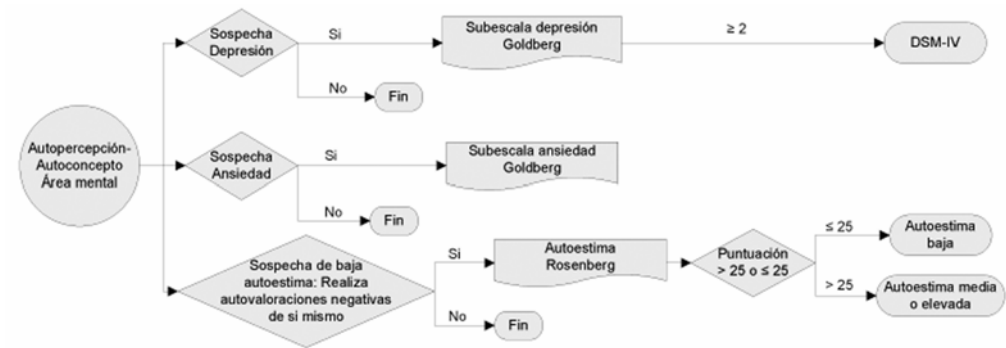 Sospecha
Depresión
Si
Subescala depresión
Goldberg
≥ 2
DSM-IV
No
Fin
Autopercepción-
Autoconcepto
Área mental
Sospecha
Ansiedad
Si
Subescala ansiedad
Goldberg
No
Fin
Sospecha de baja
autoestima: Realiza
autovaloraciones negativas
de si mismo
Si
Autoestima
Rosenberg
Puntuación
> 25 o ≤ 25
≤ 25
Autoestima
baja
> 25
Autoestima media
o elevada
No
Fin